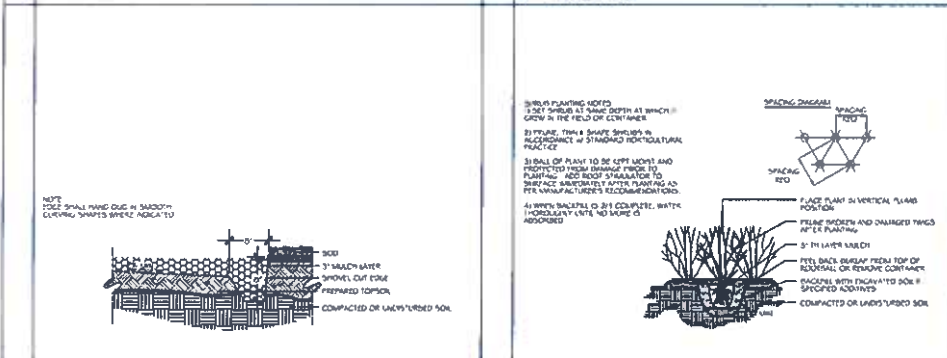 NOTE
EDGE SHALL HAND DUG IN SMOOTH
CURVING SHAPES WHERE INDICATED
6"
SOD
3" MULCH LAYER
SHOVEL CUT EDGE
PREPARED TOPSOIL
COMPACTED OR UNDISTURBED SOIL
SHRUB PLANTING NOTES
1) SET SHRUB AT SAME DEPTH AT WHICH IT
GREW IN THE FIELD OR CONTAINER
2) PRUNE, THIN & SHAPE SHRUBS IN
ACCORDANCE W/ STANDARD HORTICULTURAL
PRACTICE
3) BALL OF PLANT TO BE KEPT MOIST AND
PROTECTED FROM DAMAGE PRIOR TO
PLANTING. ADD ROOT STIMULATOR TO
SURFACE IMMEDIATELY AFTER PLANTING AS
PER MANUFACTURER'S RECOMMENDATIONS.
4) WHEN BACKFILL IS 2/3 COMPLETE, WATER
THOROUGHLY UNTIL NO MORE IS
ABSORBED
SPACING DIAGRAM
SPACING
REQ
SPACING
REQ
PLACE PLANT IN VERTICAL PLUMB
POSITION
PRUNE BROKEN AND DAMAGED TWIGS
AFTER PLANTING
3" TH LAYER MULCH
PEEL BACK BURLAP FROM TOP OF
ROOTBALL OR REMOVE CONTAINER
BACKFILL WITH EXCAVATED SOIL
SPECIFIED ADDITIVES
COMPACTED OR UNDISTURBED SOIL